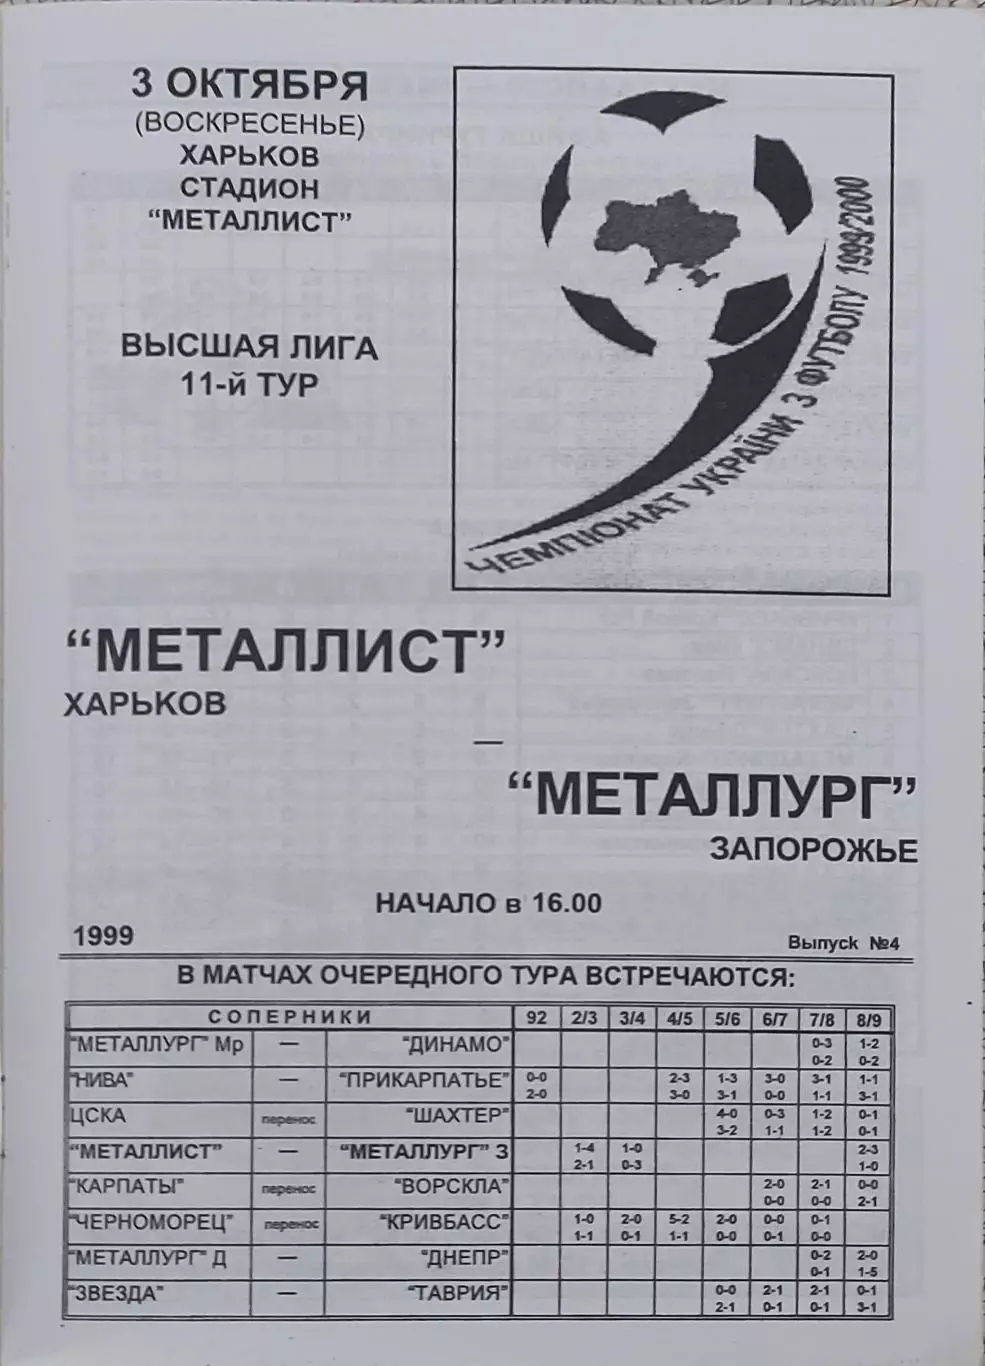 3 ОКТЯБРЯ
(ВОСКРЕСЕНЬЕ)
ХАРЬКОВ
СТАДИОН
“МЕТАЛЛИСТ”
ВЫСШАЯ ЛИГА
11-й ТУР
ЧЕМПІОНАТ УКРАЇНИ З ФУТБОЛУ 1999/2000
“МЕТАЛЛИСТ”
ХАРЬКОВ
—
“МЕТАЛЛУРГ”
ЗАПОРОЖЬЕ
НАЧАЛО в 16.00
1999 Выпуск №4
В МАТЧАХ ОЧЕРЕДНОГО ТУРА ВСТРЕЧАЮТСЯ:
СОПЕРНИКИ 92 2/3 3/4 4/5 5/6 6/7 7/8 8/9
“МЕТАЛЛУРГ” Мр — “ДИНАМО” 0-3 1-2
0-2 0-2
“НИВА” — “ПРИКАРПАТЬЕ” 0-0 2-3 1-3 3-0 3-1 1-1
2-0 3-0 3-1 0-0 1-1 3-1
ЦСКА перенос “ШАХТЕР” 4-0 0-3 1-2 0-1
3-2 1-1 1-2 0-1
“МЕТАЛЛИСТ” — “МЕТАЛЛУРГ” З 1-4 1-0 2-3
2-1 0-3 1-0
“КАРПАТЫ” перенос “ВОРСКЛА” 2-0 2-1 0-0
0-0 0-0 2-1
“ЧЕРНОМОРЕЦ” перенос “КРИВБАСС” 1-0 2-0 5-2 2-0 0-0 0-1
1-1 0-1 1-1 0-0 0-1 0-0
“МЕТАЛЛУРГ” Д — “ДНЕПР” 0-2 2-0
0-1 1-5
“ЗВЕЗДА” — “ТАВРИЯ” 0-0 2-1 2-1 0-1
2-1 0-1 0-1 3-1